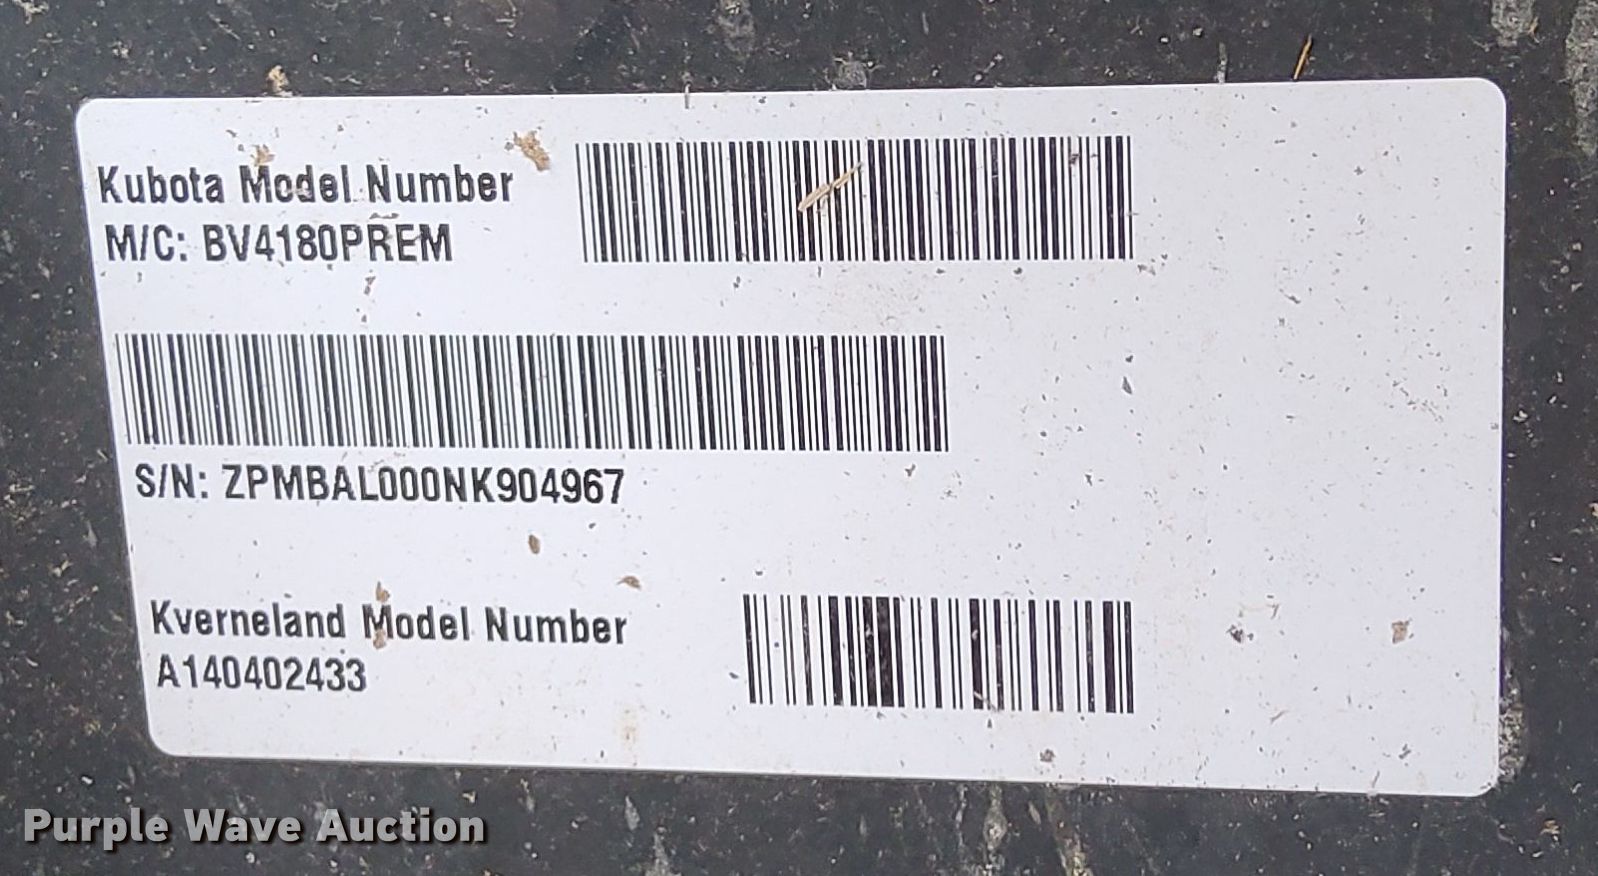 Kubota Model Number
M/C: BV4180PREM
S/N: ZPMBAL000NK904967
Kverneland Model Number
A140402433
Purple Wave Auction